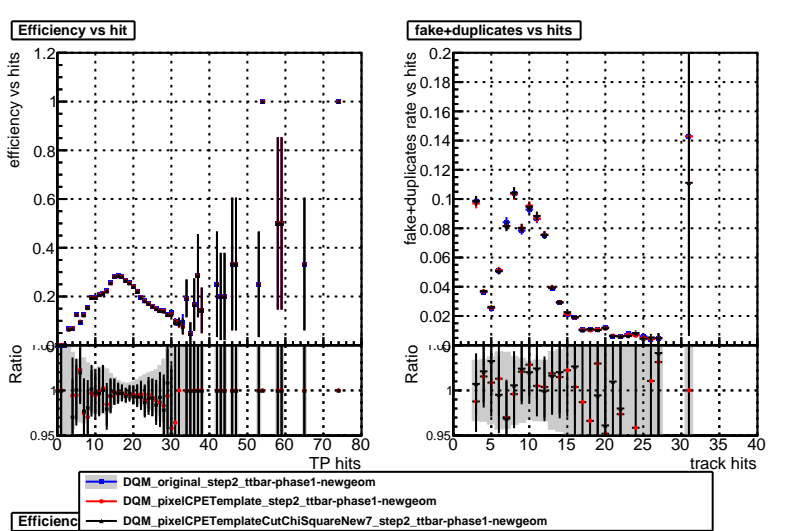 Efficiency vs hit
fake+duplicates vs hits
efficiency vs hits
1.2
1
0.8
0.6
0.4
0.2
0
Ratio
1
0.95
0 10 20 30 40 50 60 70 80
TP hits
fake+duplicates rate vs hits
0.2
0.18
0.16
0.14
0.12
0.1
0.08
0.06
0.04
0.02
0
Ratio
1
0.95
0 5 10 15 20 25 30 35 40
track hits
DQM_original_step2_ttbar-phase1-newgeom
DQM_pixelCPETemplate_step2_ttbar-phase1-newgeom
DQM_pixelCPETemplateCutChiSquareNew7_step2_ttbar-phase1-newgeom
Efficienc